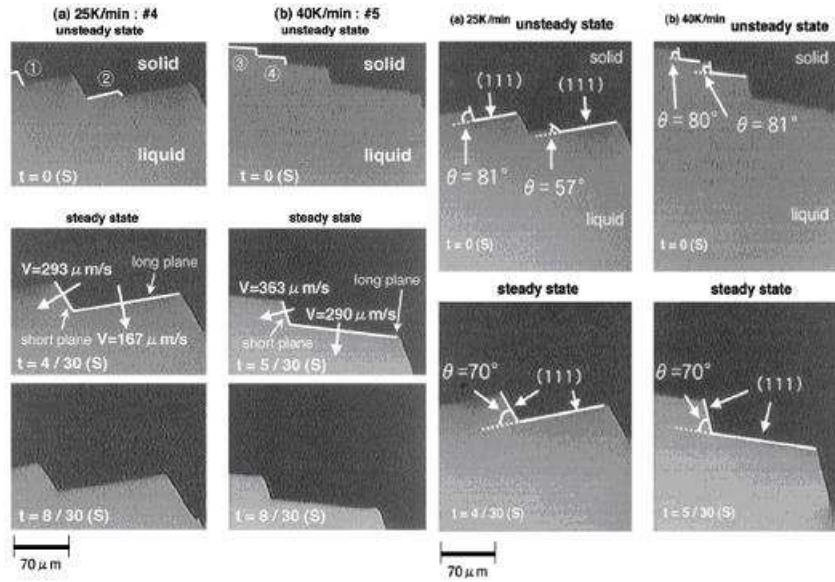 (a) 25K/min : #4
unsteady state
①
②
solid
liquid
t = 0 (S)
steady state
V=293 μm/s
long plane
short plane
V=167 μm/s
t = 4 / 30 (S)
t = 8 / 30 (S)
70 μm
(b) 40K/min : #5
unsteady state
③
④
solid
liquid
t = 0 (S)
steady state
long plane
V=363 μm/s
V=290 μm/s
short plane
t = 5 / 30 (S)
t = 8 / 30 (S)
70 μm
(a) 25K/min unsteady state
solid
(111)
(111)
θ = 81°
θ = 57°
liquid
t = 0 (S)
steady state
θ = 70°
(111)
t = 4 / 30 (S)
70 μm
(b) 40K/min unsteady state
solid
θ = 80°
θ = 81°
liquid
t = 0 (S)
steady state
θ = 70°
(111)
t = 5 / 30 (S)
70 μm